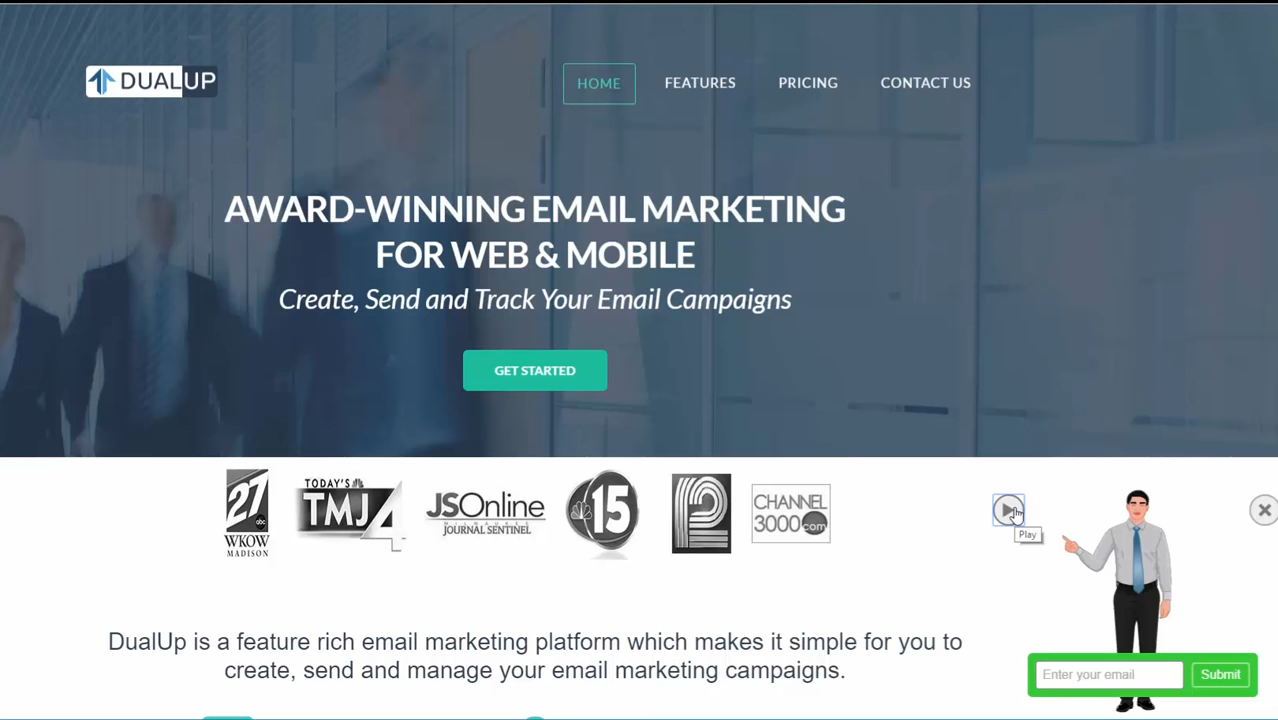 DUALUP
HOME
FEATURES
PRICING
CONTACT US
AWARD-WINNING EMAIL MARKETING
FOR WEB & MOBILE
Create, Send and Track Your Email Campaigns
GET STARTED
27
abc
WKOW
MADISON
TODAY'S
TMJ4
JSOnline
MILWAUKEE
JOURNAL SENTINEL
15
CHANNEL
3000.com
Play
DualUp is a feature rich email marketing platform which makes it simple for you to
create, send and manage your email marketing campaigns.
Enter your email
Submit